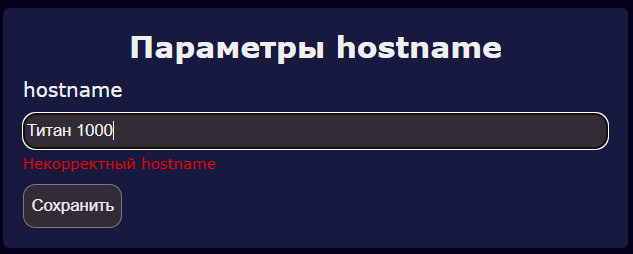 Параметры hostname
hostname
Титан 1000
Некорректный hostname
Сохранить